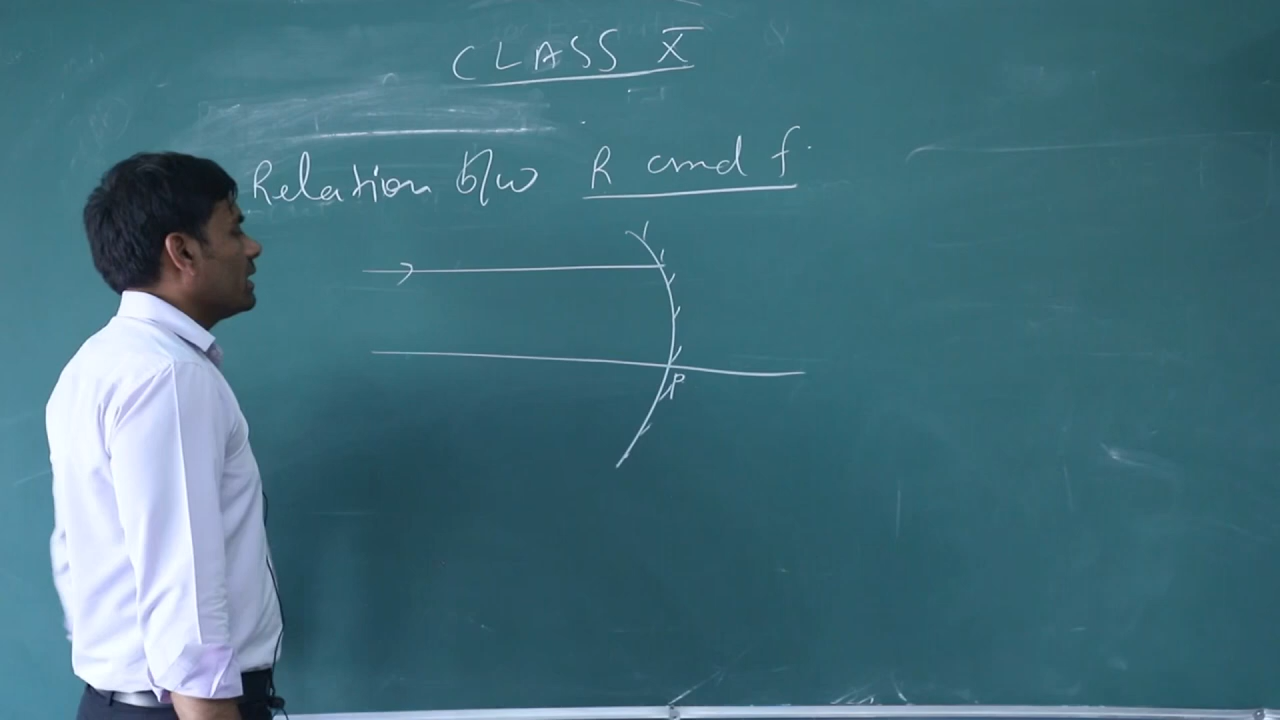 CLASS X
Relation b/w R and f.
P